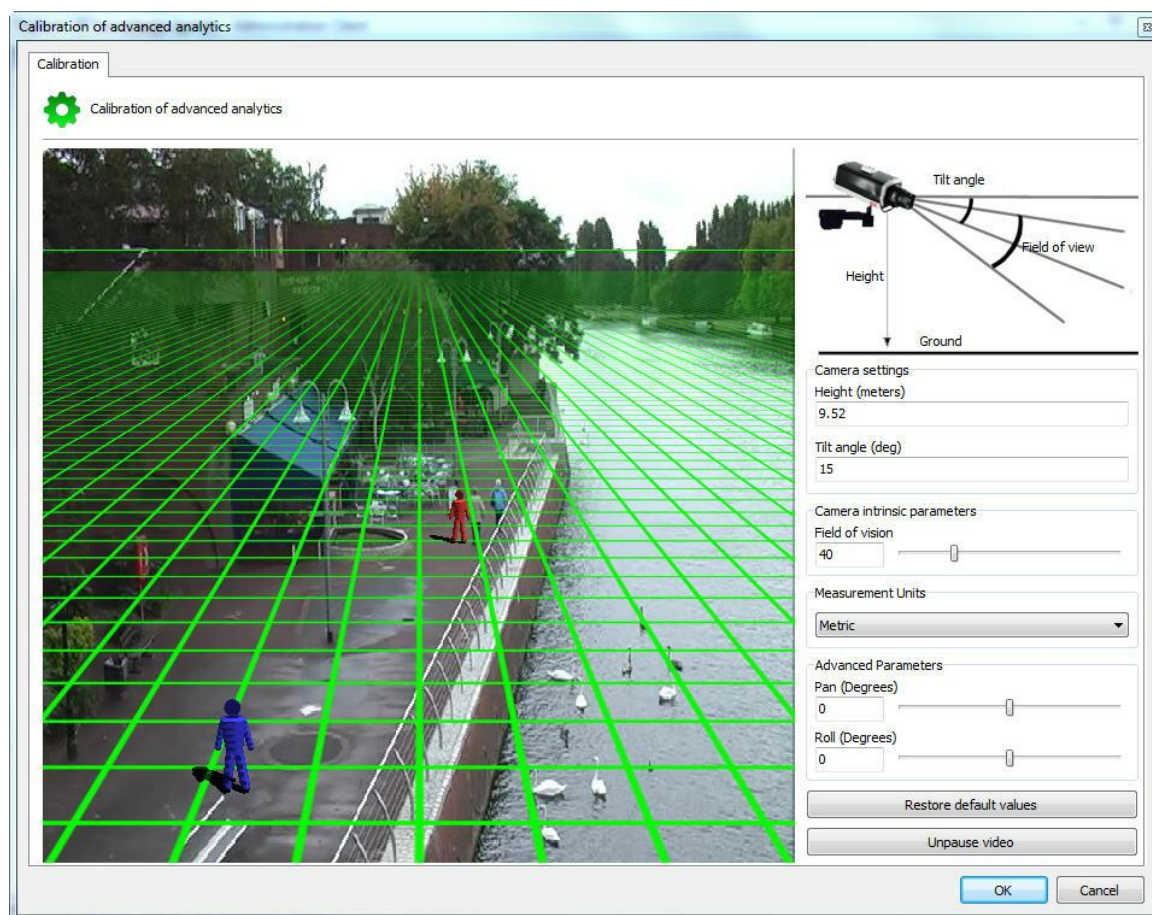 Calibration of advanced analytics
Calibration
Calibration of advanced analytics
Tilt angle
Field of view
Height
Ground
Camera settings
Height (meters)
9.52
Tilt angle (deg)
15
Camera intrinsic parameters
Field of vision
40
Measurement Units
Metric
Advanced Parameters
Pan (Degrees)
0
Roll (Degrees)
0
Restore default values
Unpause video
OK
Cancel